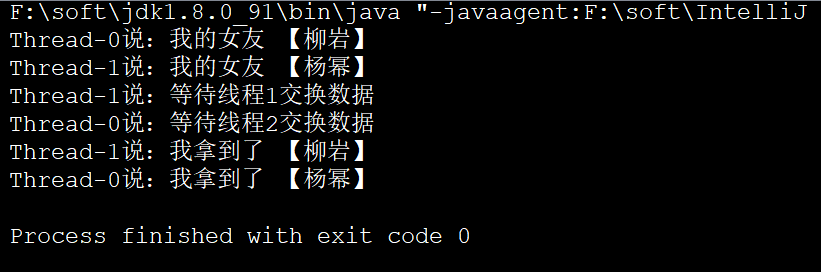 F:\soft\jdk1.8.0_91\bin\java "-javaagent:F:\soft\IntelliJ
Thread-0说：我的女友 【柳岩】
Thread-1说：我的女友 【杨幂】
Thread-1说：等待线程1交换数据
Thread-0说：等待线程2交换数据
Thread-1说：我拿到了 【柳岩】
Thread-0说：我拿到了 【杨幂】
Process finished with exit code 0